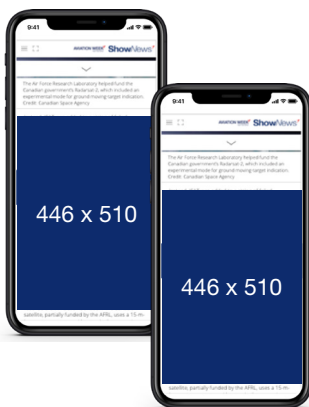 9:41
AVIATION WEEK ShowNews
The Air Force Research Laboratory helped fund the
Canadian government's Radarsat-2, which included an
experimental mode for ground moving-target indication.
Credit: Canadian Space Agency
446 x 510
satellite, partially funded by the AFRL, uses a 15-m-
9:41
AVIATION WEEK ShowNews
The Air Force Research Laboratory helped fund the
Canadian government's Radarsat-2, which included an
experimental mode for ground moving-target indication.
Credit: Canadian Space Agency
446 x 510
satellite, partially funded by the AFRL, uses a 15-m-